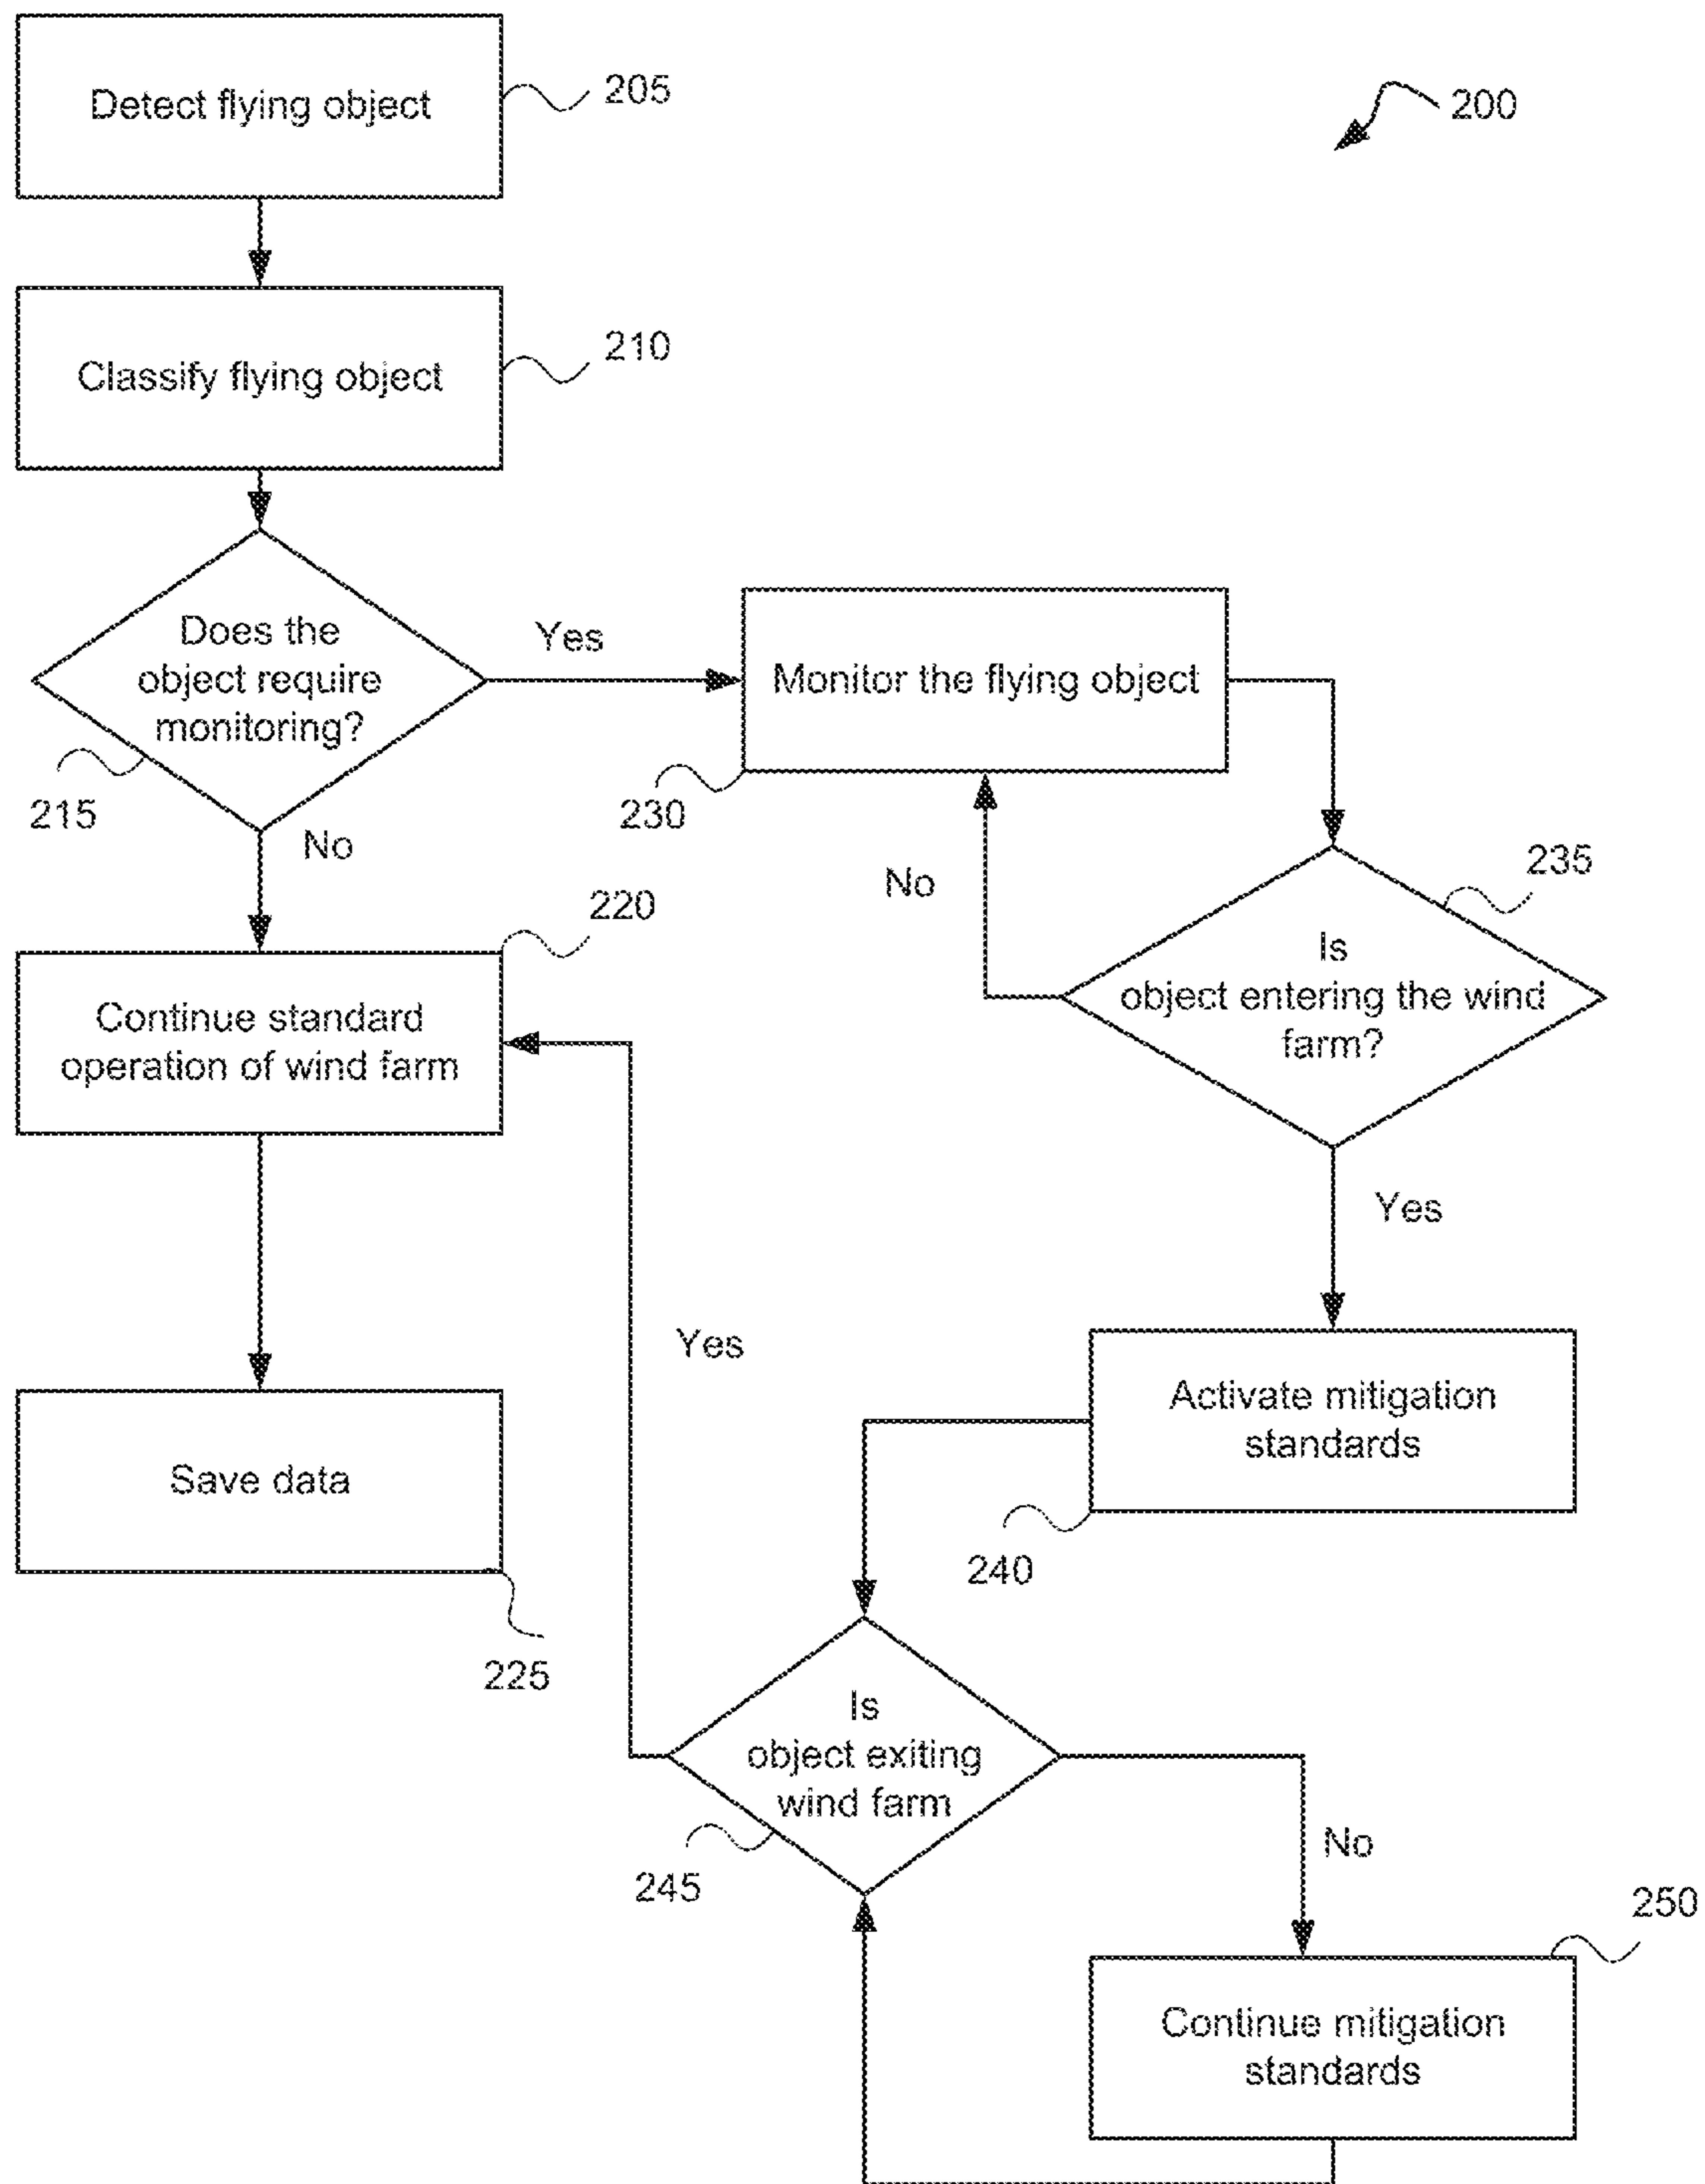 Detect flying object
205
200
Classify flying object
210
Does the
object require
monitoring?
215
Yes
No
Monitor the flying object
230
No
235
Is
object entering the wind
farm?
Yes
220
Continue standard
operation of wind farm
Save data
225
Yes
Activate mitigation
standards
240
Is
object exiting
wind farm
245
No
250
Continue mitigation
standards